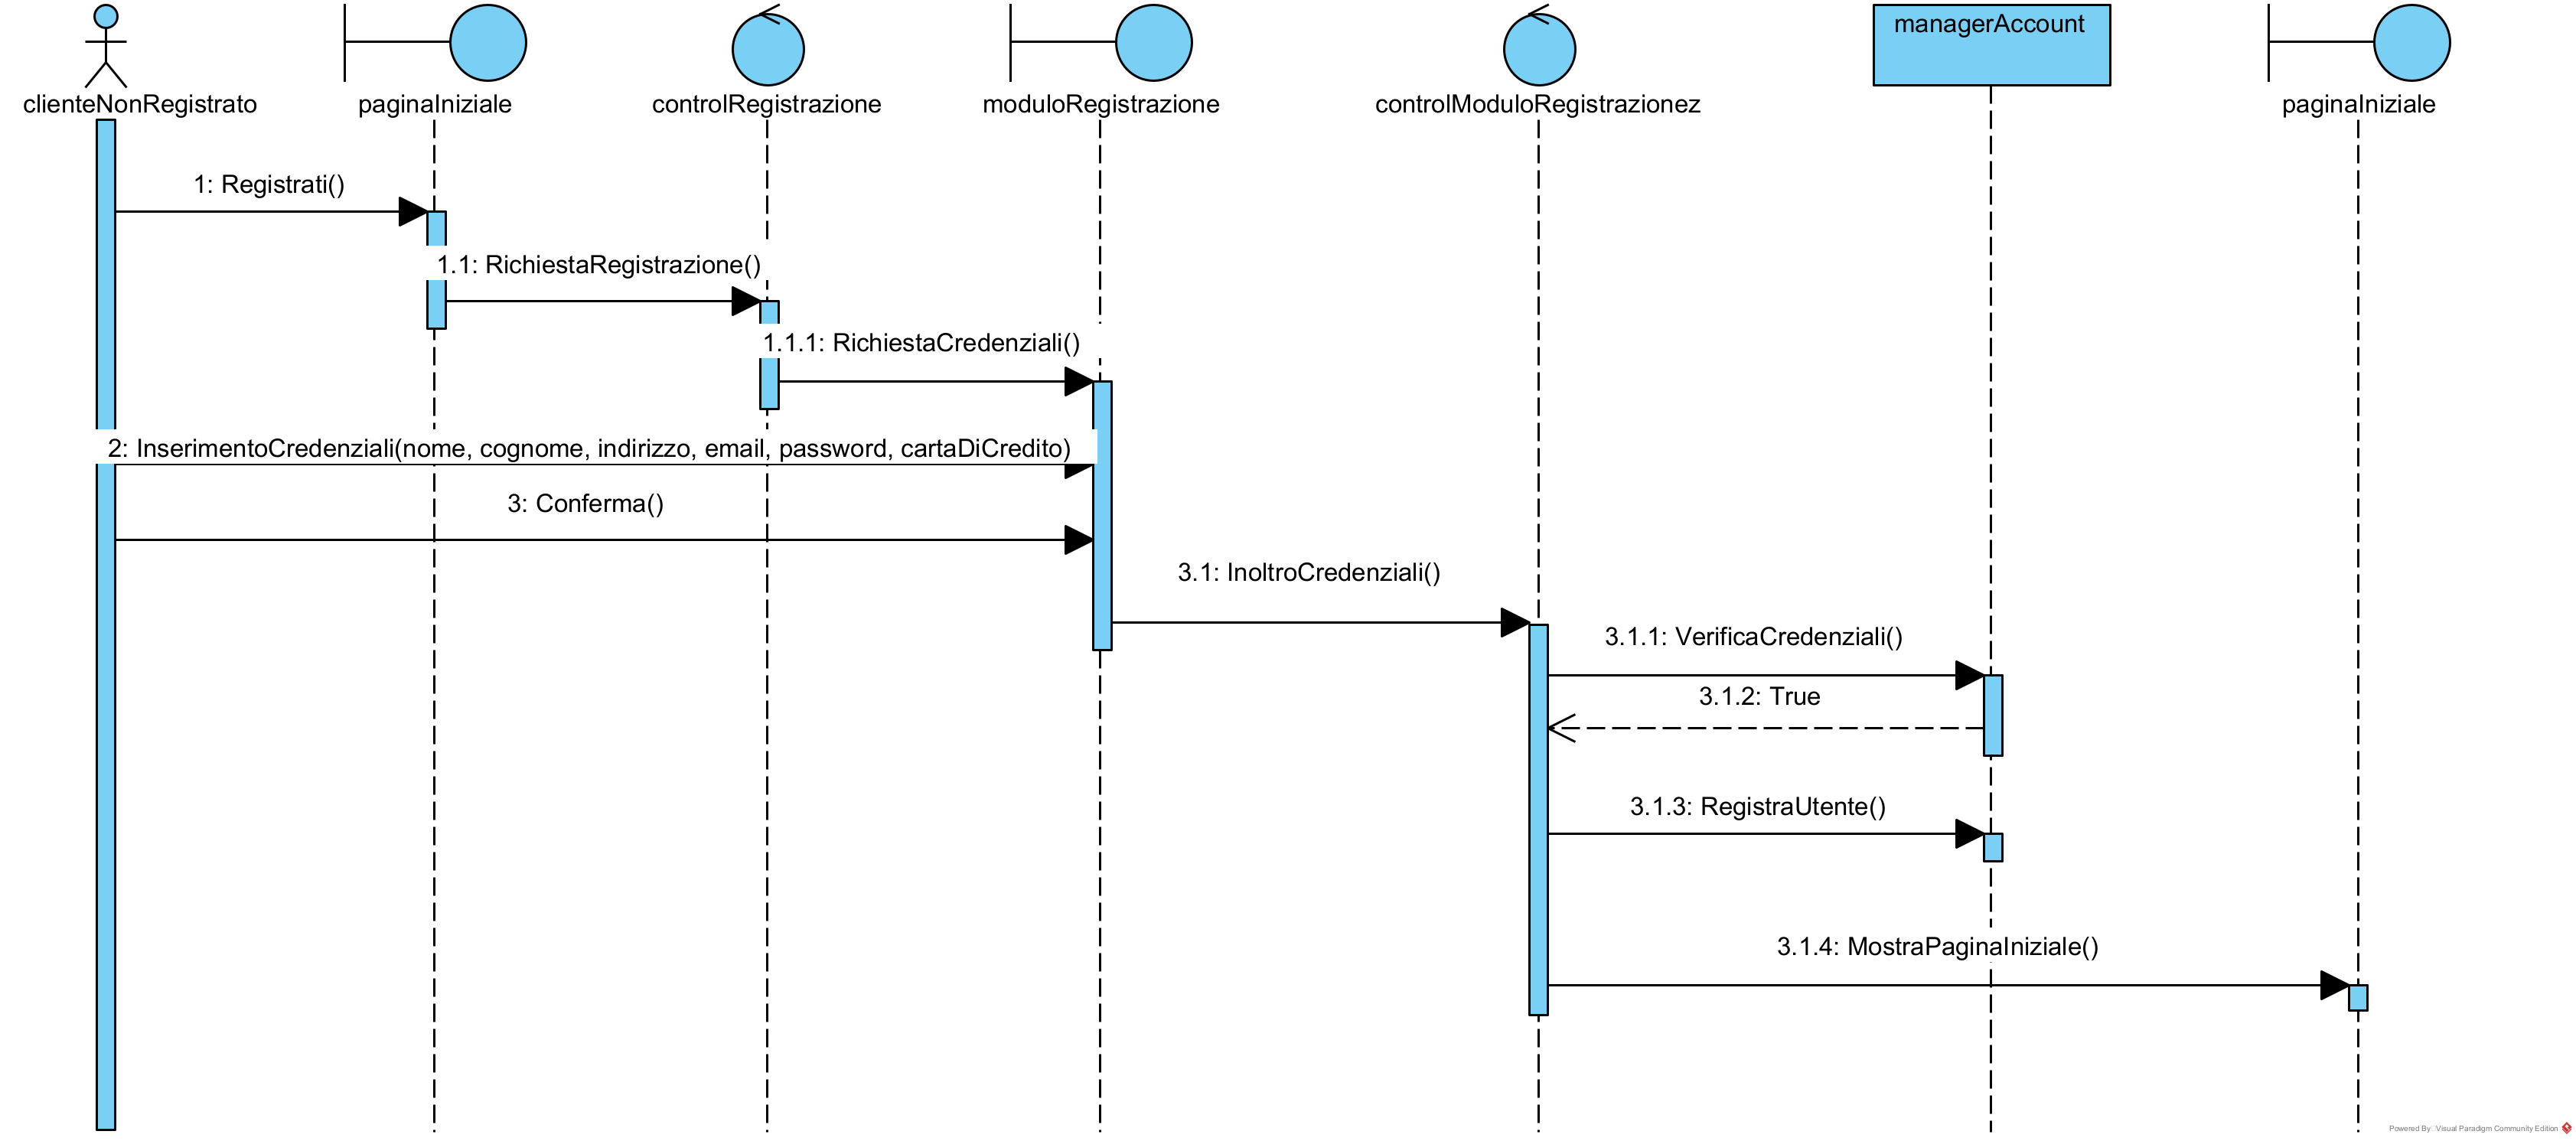 managerAccount
clienteNonRegistrato
paginaIniziale
controlRegistrazione
moduloRegistrazione
controlModuloRegistrazionez
paginaIniziale
1: Registrati()
1.1: RichiestaRegistrazione()
1.1.1: RichiestaCredenziali()
2: InserimentoCredenziali(nome, cognome, indirizzo, email, password, cartaDiCredito)
3: Conferma()
3.1: InoltroCredenziali()
3.1.1: VerificaCredenziali()
3.1.2: True
3.1.3: RegistraUtente()
3.1.4: MostraPaginaIniziale()
Powered By: Visual Paradigm Community Edition